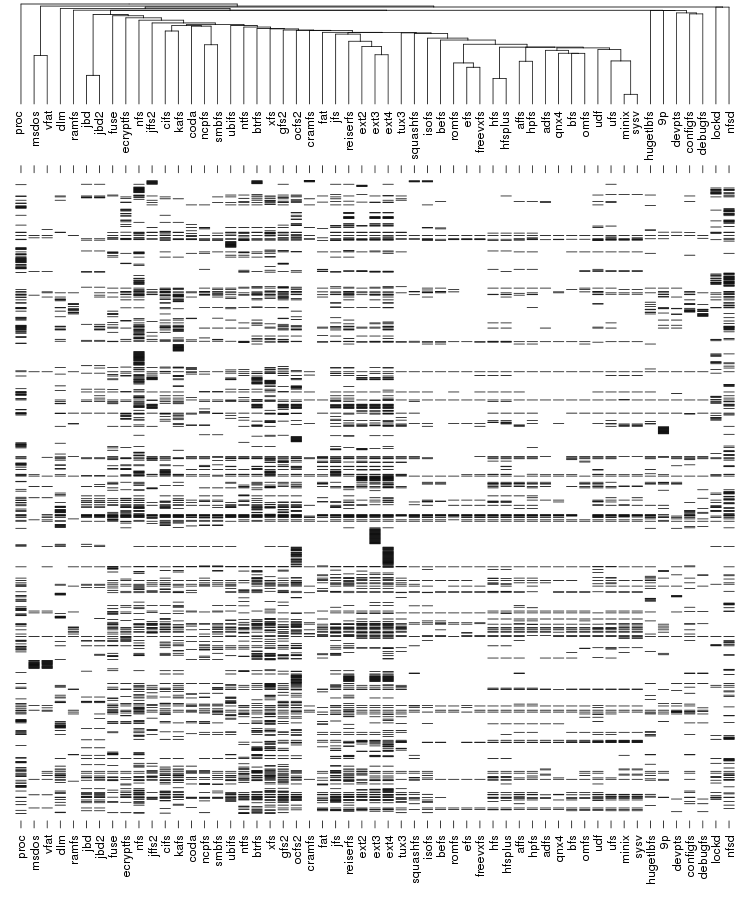 proc msdos vfat dlm ramfs jbd jbd2 fuse ecryptfs nfs jffs2 cifs kafs coda ncpfs smbfs ubifs ntfs btrfs xfs gfs2 ocfs2 cramfs fat jfs reiserfs ext2 ext3 ext4 tux3 squashfs isofs befs romfs efs freevxfs hfs hfsplus affs hpfs adfs qnx4 bfs omfs udf ufs minix sysv hugetlbfs 9p devpts configfs debugfs lockd nfsd
proc msdos vfat dlm ramfs jbd jbd2 fuse ecryptfs nfs jffs2 cifs kafs coda ncpfs smbfs ubifs ntfs btrfs xfs gfs2 ocfs2 cramfs fat jfs reiserfs ext2 ext3 ext4 tux3 squashfs isofs befs romfs efs freevxfs hfs hfsplus affs hpfs adfs qnx4 bfs omfs udf ufs minix sysv hugetlbfs 9p devpts configfs debugfs lockd nfsd